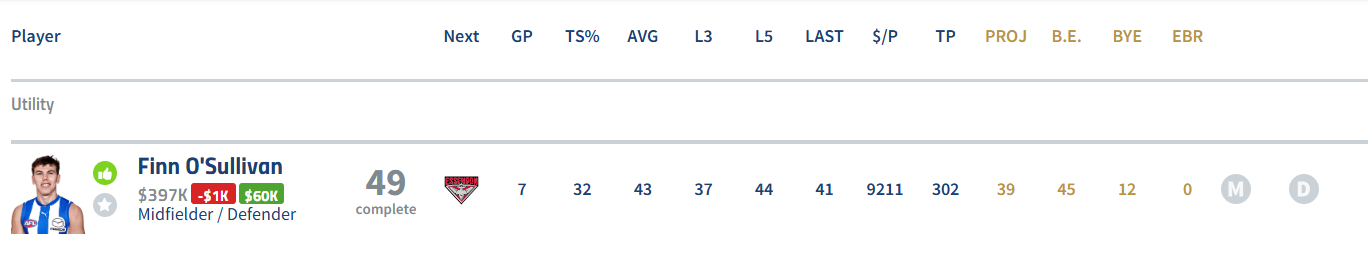 Player Next GP TS% AVG L3 L5 LAST $/P TP PROJ B.E. BYE EBR
Utility
Finn O'Sullivan
$397K -$1K $60K
Midfielder / Defender
49
complete
ESSENDON
7 32 43 37 44 41 9211 302 39 45 12 0 M D
AFL